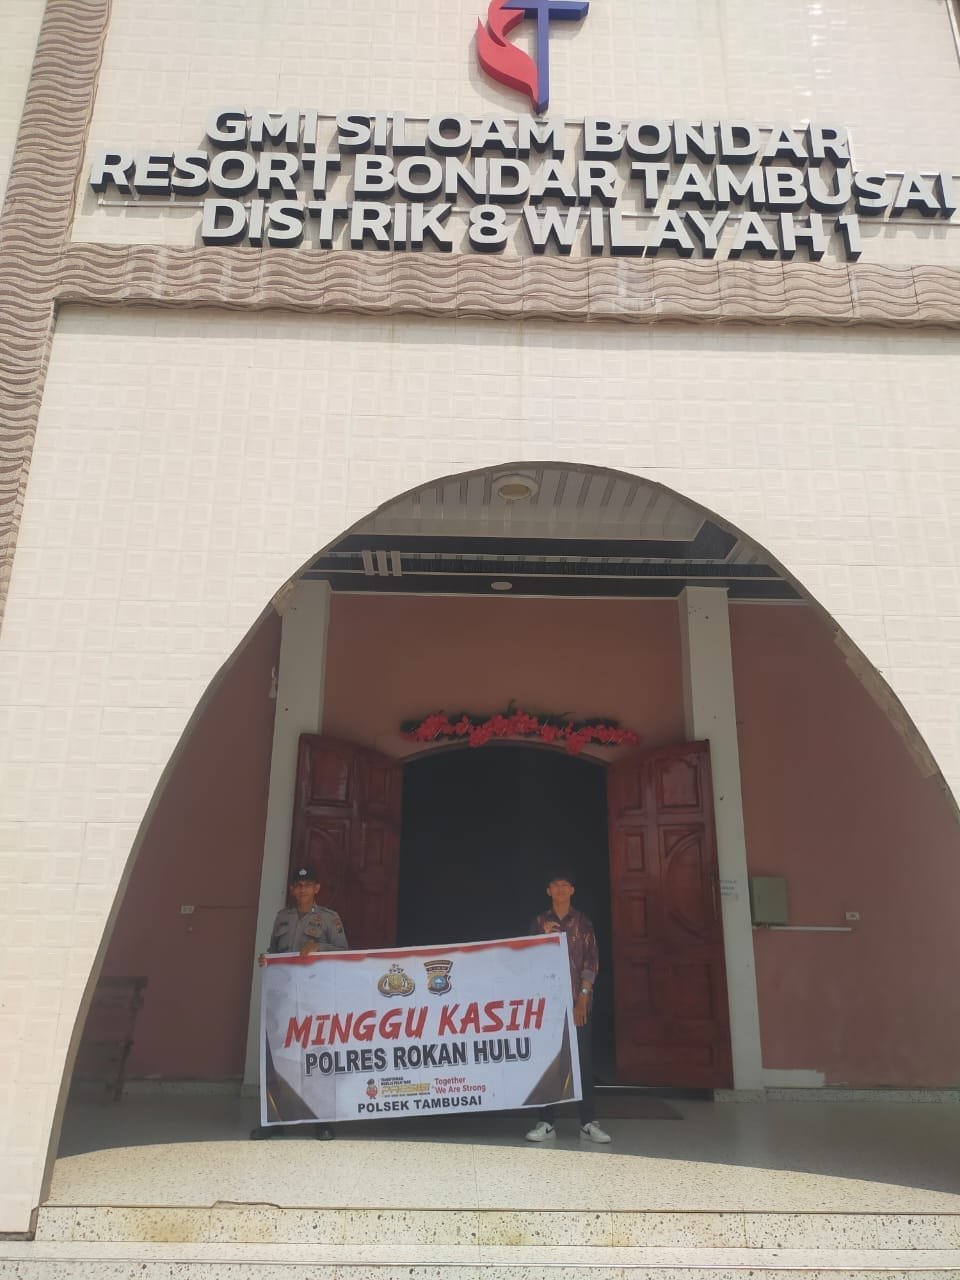 GMI SILOAM BONDAR
RESORT BONDAR TAMBUSAI
DISTRIK 8 WILAYAH 1
MINGGU KASIH
POLRES ROKAN HULU
PRESISI
Together
We Are Strong
POLSEK TAMBUSAI